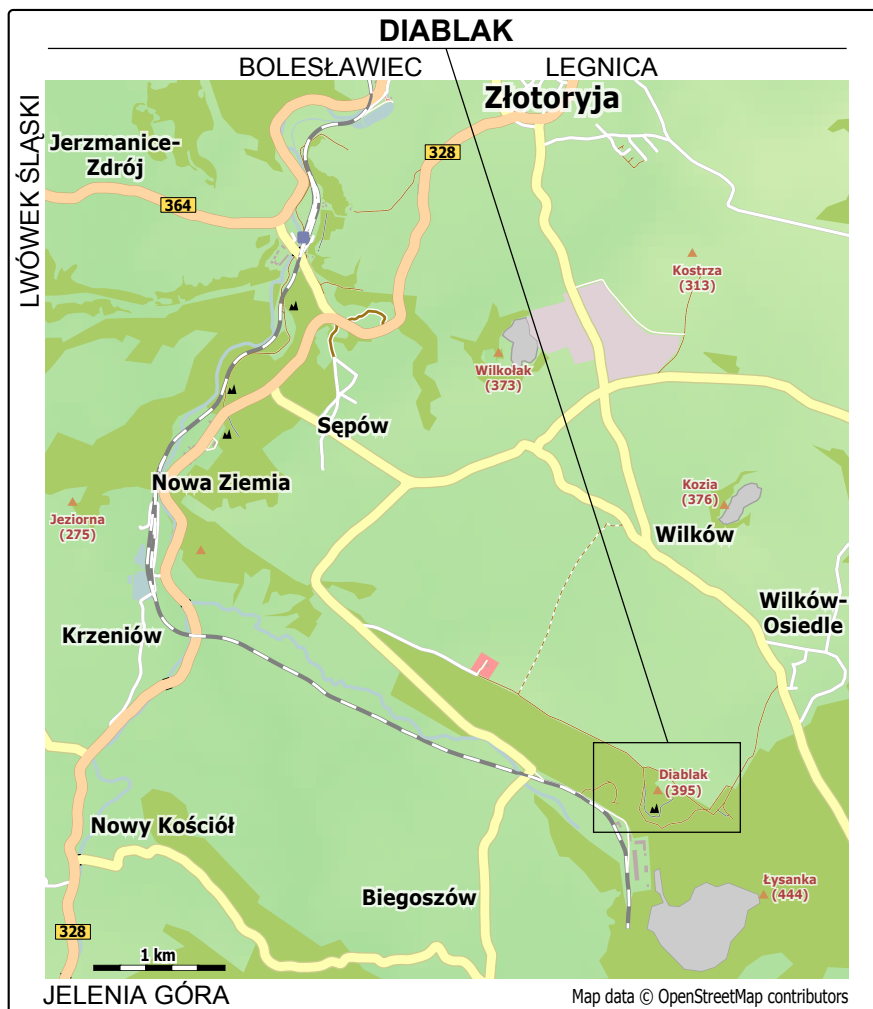 DIABLAK
BOLESŁAWIEC
LEGNICA
LWÓWEK ŚLĄSKI
Złotoryja
Jerzmanice-
Zdrój
328
364
Kostrza
(313)
Wilkołak
(373)
Sępów
Nowa Ziemia
Kozia
(376)
Jeziorna
(275)
Wilków
Wilków-
Osiedle
Krzeniów
Diablak
(395)
Nowy Kościół
Biegoszów
Łysanka
(444)
328
1 km
JELENIA GÓRA
Map data © OpenStreetMap contributors